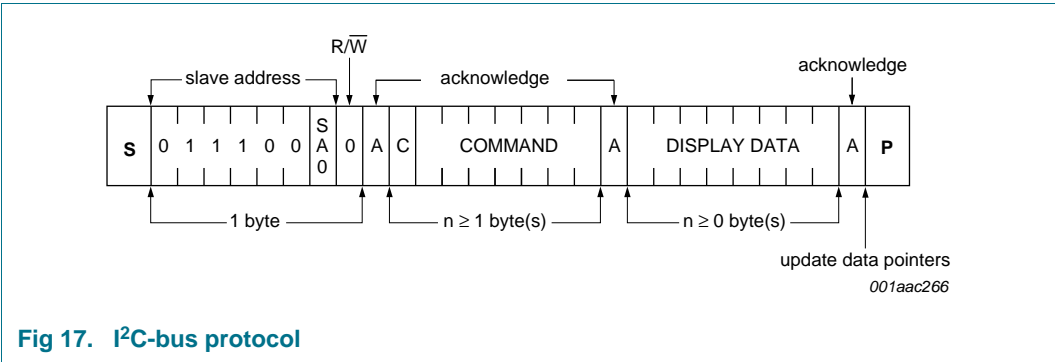 R/W̅
slave address
acknowledge
acknowledge
S 0 1 1 1 0 0 SA0 0 A C COMMAND A DISPLAY DATA A P
1 byte
n ≥ 1 byte(s)
n ≥ 0 byte(s)
update data pointers
001aac266
Fig 17. I²C-bus protocol